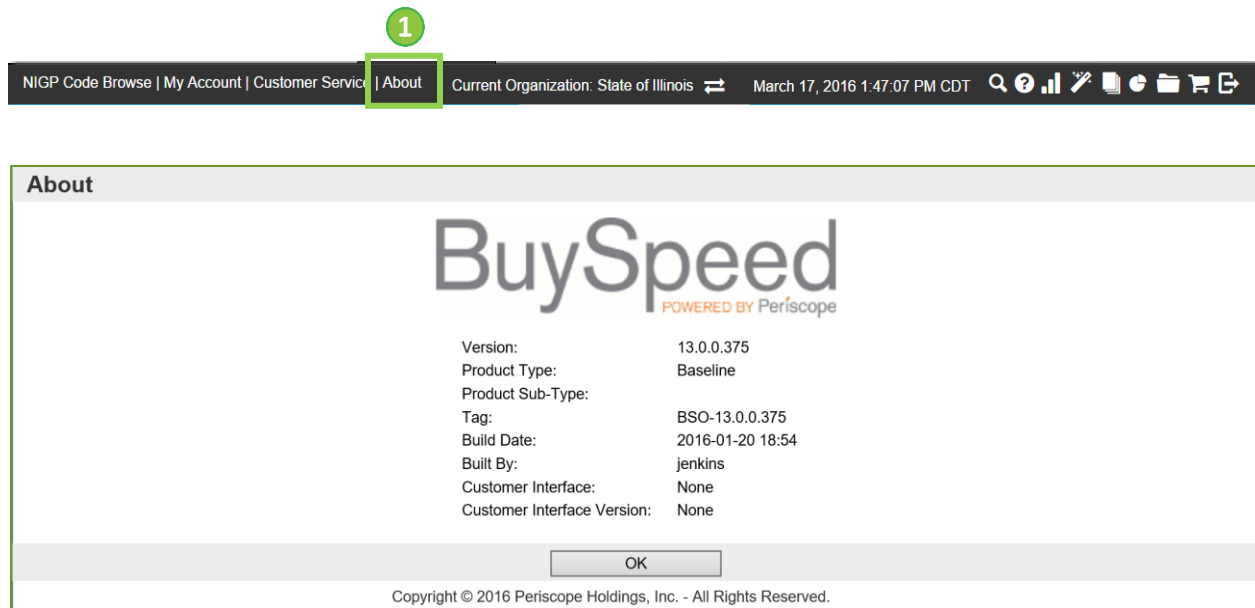 1
NIGP Code Browse | My Account | Customer Service | About Current Organization: State of Illinois March 17, 2016 1:47:07 PM CDT
About
BuySpeed
POWERED BY Periscope
Version: 13.0.0.375
Product Type: Baseline
Product Sub-Type:
Tag: BSO-13.0.0.375
Build Date: 2016-01-20 18:54
Built By: jenkins
Customer Interface: None
Customer Interface Version: None
OK
Copyright © 2016 Periscope Holdings, Inc. - All Rights Reserved.